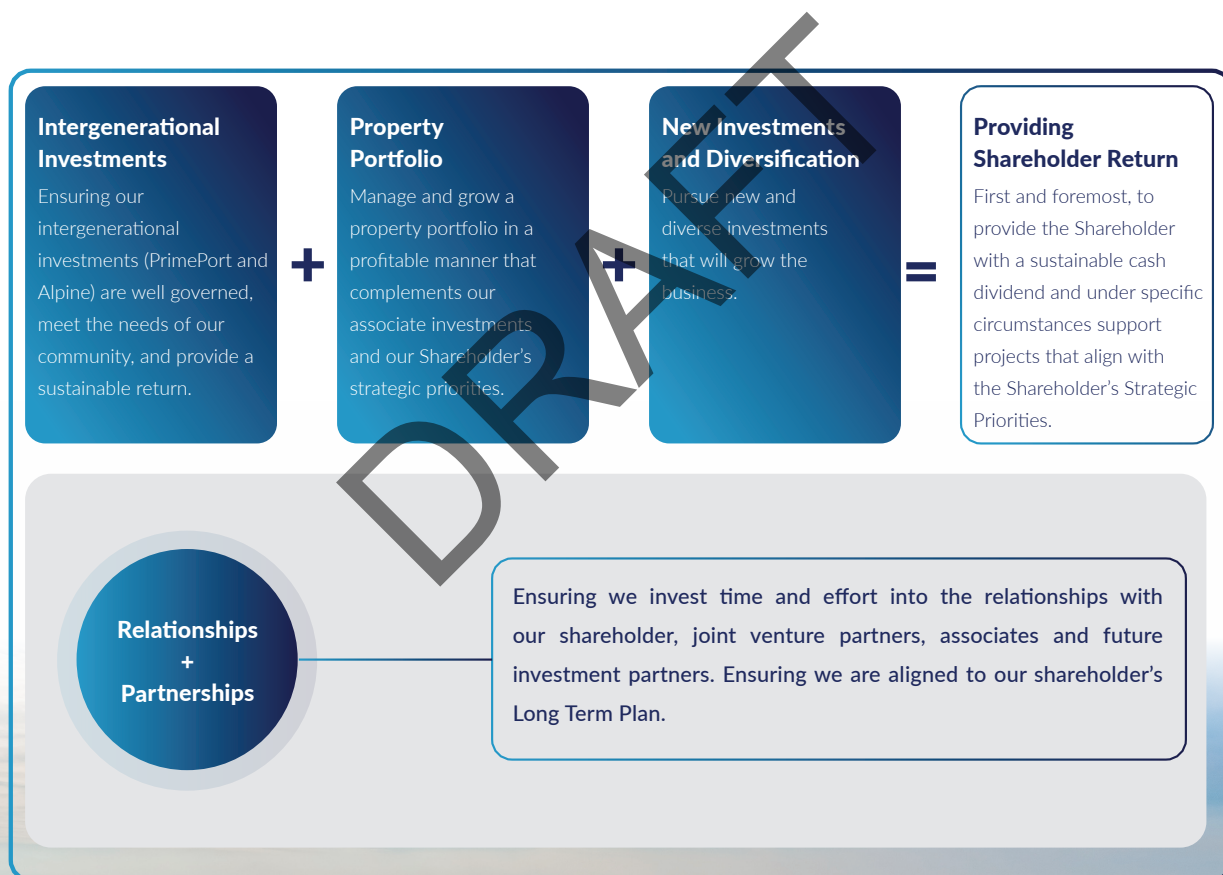 Intergenerational
Investments
Ensuring our
intergenerational
investments (PrimePort and
Alpine) are well governed,
meet the needs of our
community, and provide a
sustainable return.
+
Property
Portfolio
Manage and grow a
property portfolio in a
profitable manner that
complements our
associate investments
and our Shareholder’s
strategic priorities.
+
New Investments
and Diversification
Pursue new and
diverse investments
that will grow the
business.
=
Providing
Shareholder Return
First and foremost, to
provide the Shareholder
with a sustainable cash
dividend and under specific
circumstances support
projects that align with
the Shareholder’s Strategic
Priorities.
DRAFT
Relationships
+
Partnerships
Ensuring we invest time and effort into the relationships with
our shareholder, joint venture partners, associates and future
investment partners. Ensuring we are aligned to our shareholder’s
Long Term Plan.